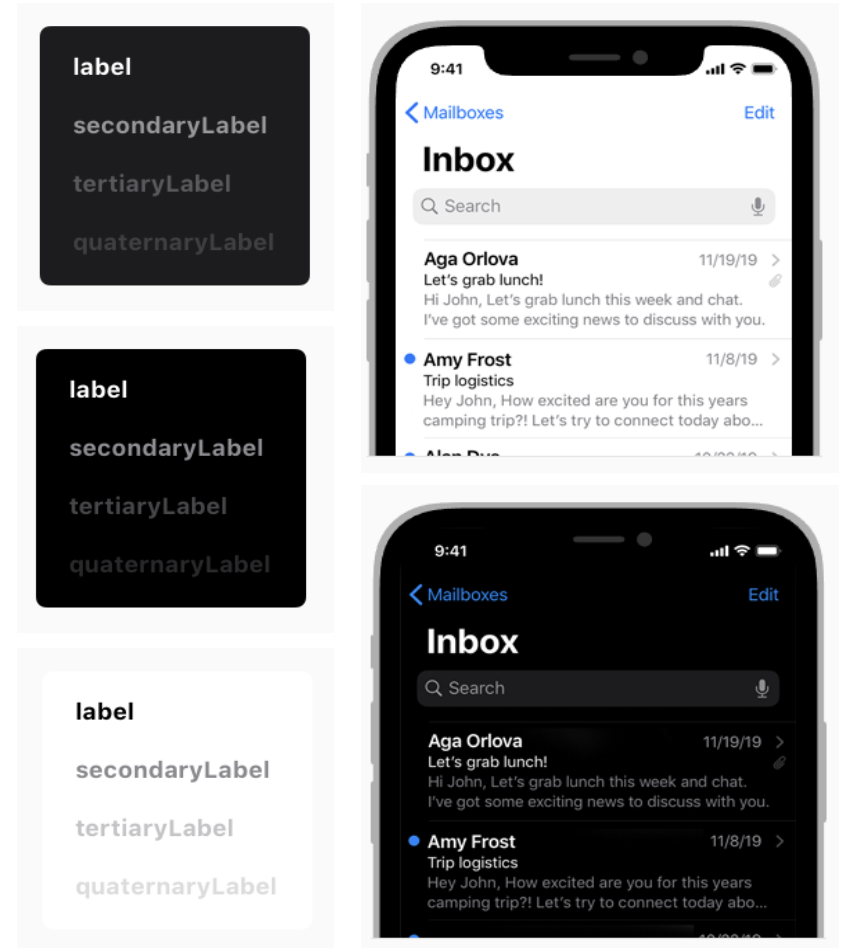 label
secondaryLabel
tertiaryLabel
quaternaryLabel
label
secondaryLabel
tertiaryLabel
quaternaryLabel
label
secondaryLabel
tertiaryLabel
quaternaryLabel
9:41
Mailboxes Edit
Inbox
Search
Aga Orlova 11/19/19
Let's grab lunch!
Hi John, Let's grab lunch this week and chat.
I've got some exciting news to discuss with you.
Amy Frost 11/8/19
Trip logistics
Hey John, How excited are you for this years
camping trip?! Let's try to connect today abo...
9:41
Mailboxes Edit
Inbox
Search
Aga Orlova 11/19/19
Let's grab lunch!
Hi John, Let's grab lunch this week and chat.
I've got some exciting news to discuss with you.
Amy Frost 11/8/19
Trip logistics
Hey John, How excited are you for this years
camping trip?! Let's try to connect today abo...